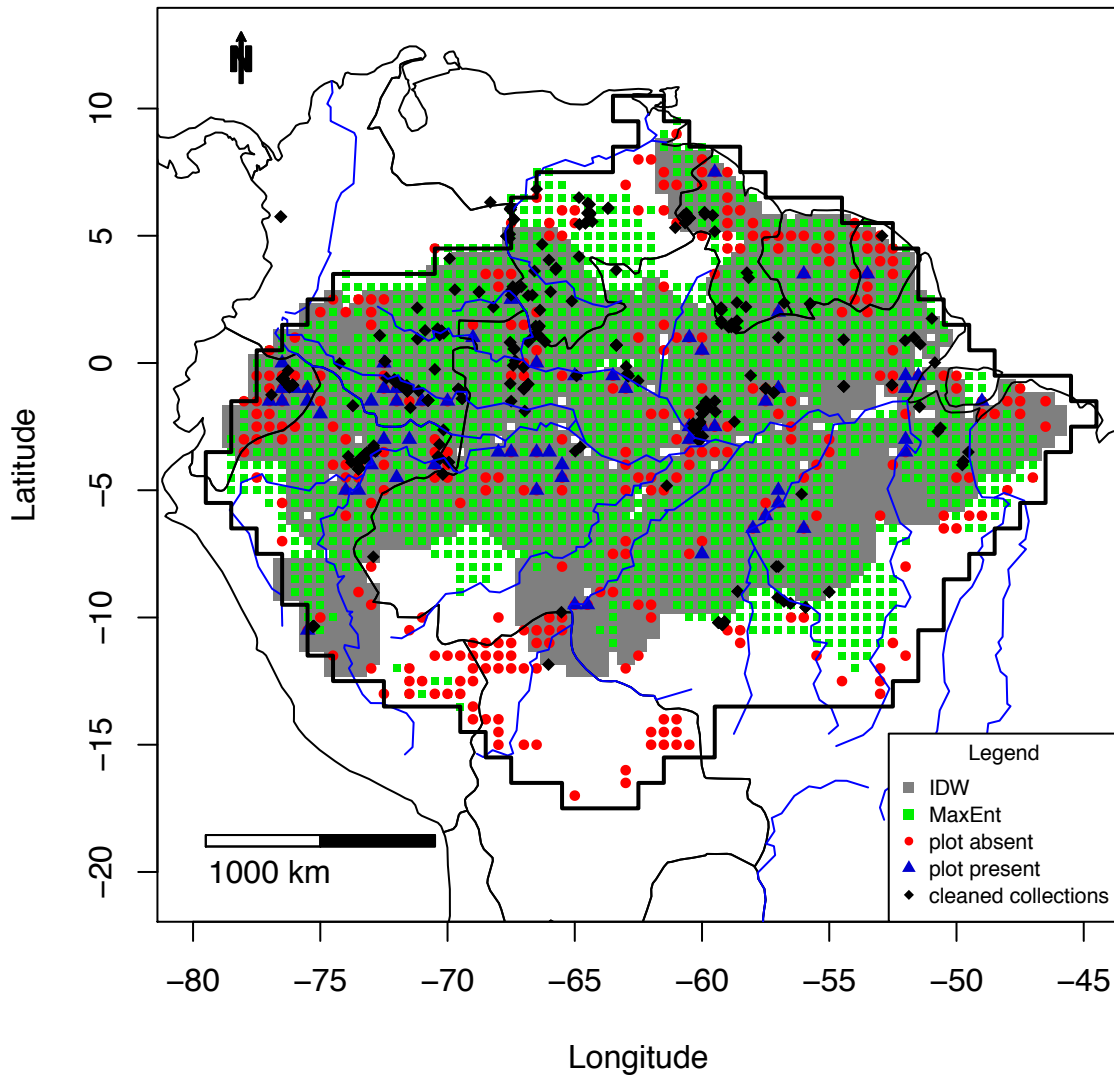 N
10
5
0
−5
−10
−15
−20
Latitude
1000 km
Legend
IDW
MaxEnt
plot absent
plot present
cleaned collections
−80 −75 −70 −65 −60 −55 −50 −45
Longitude